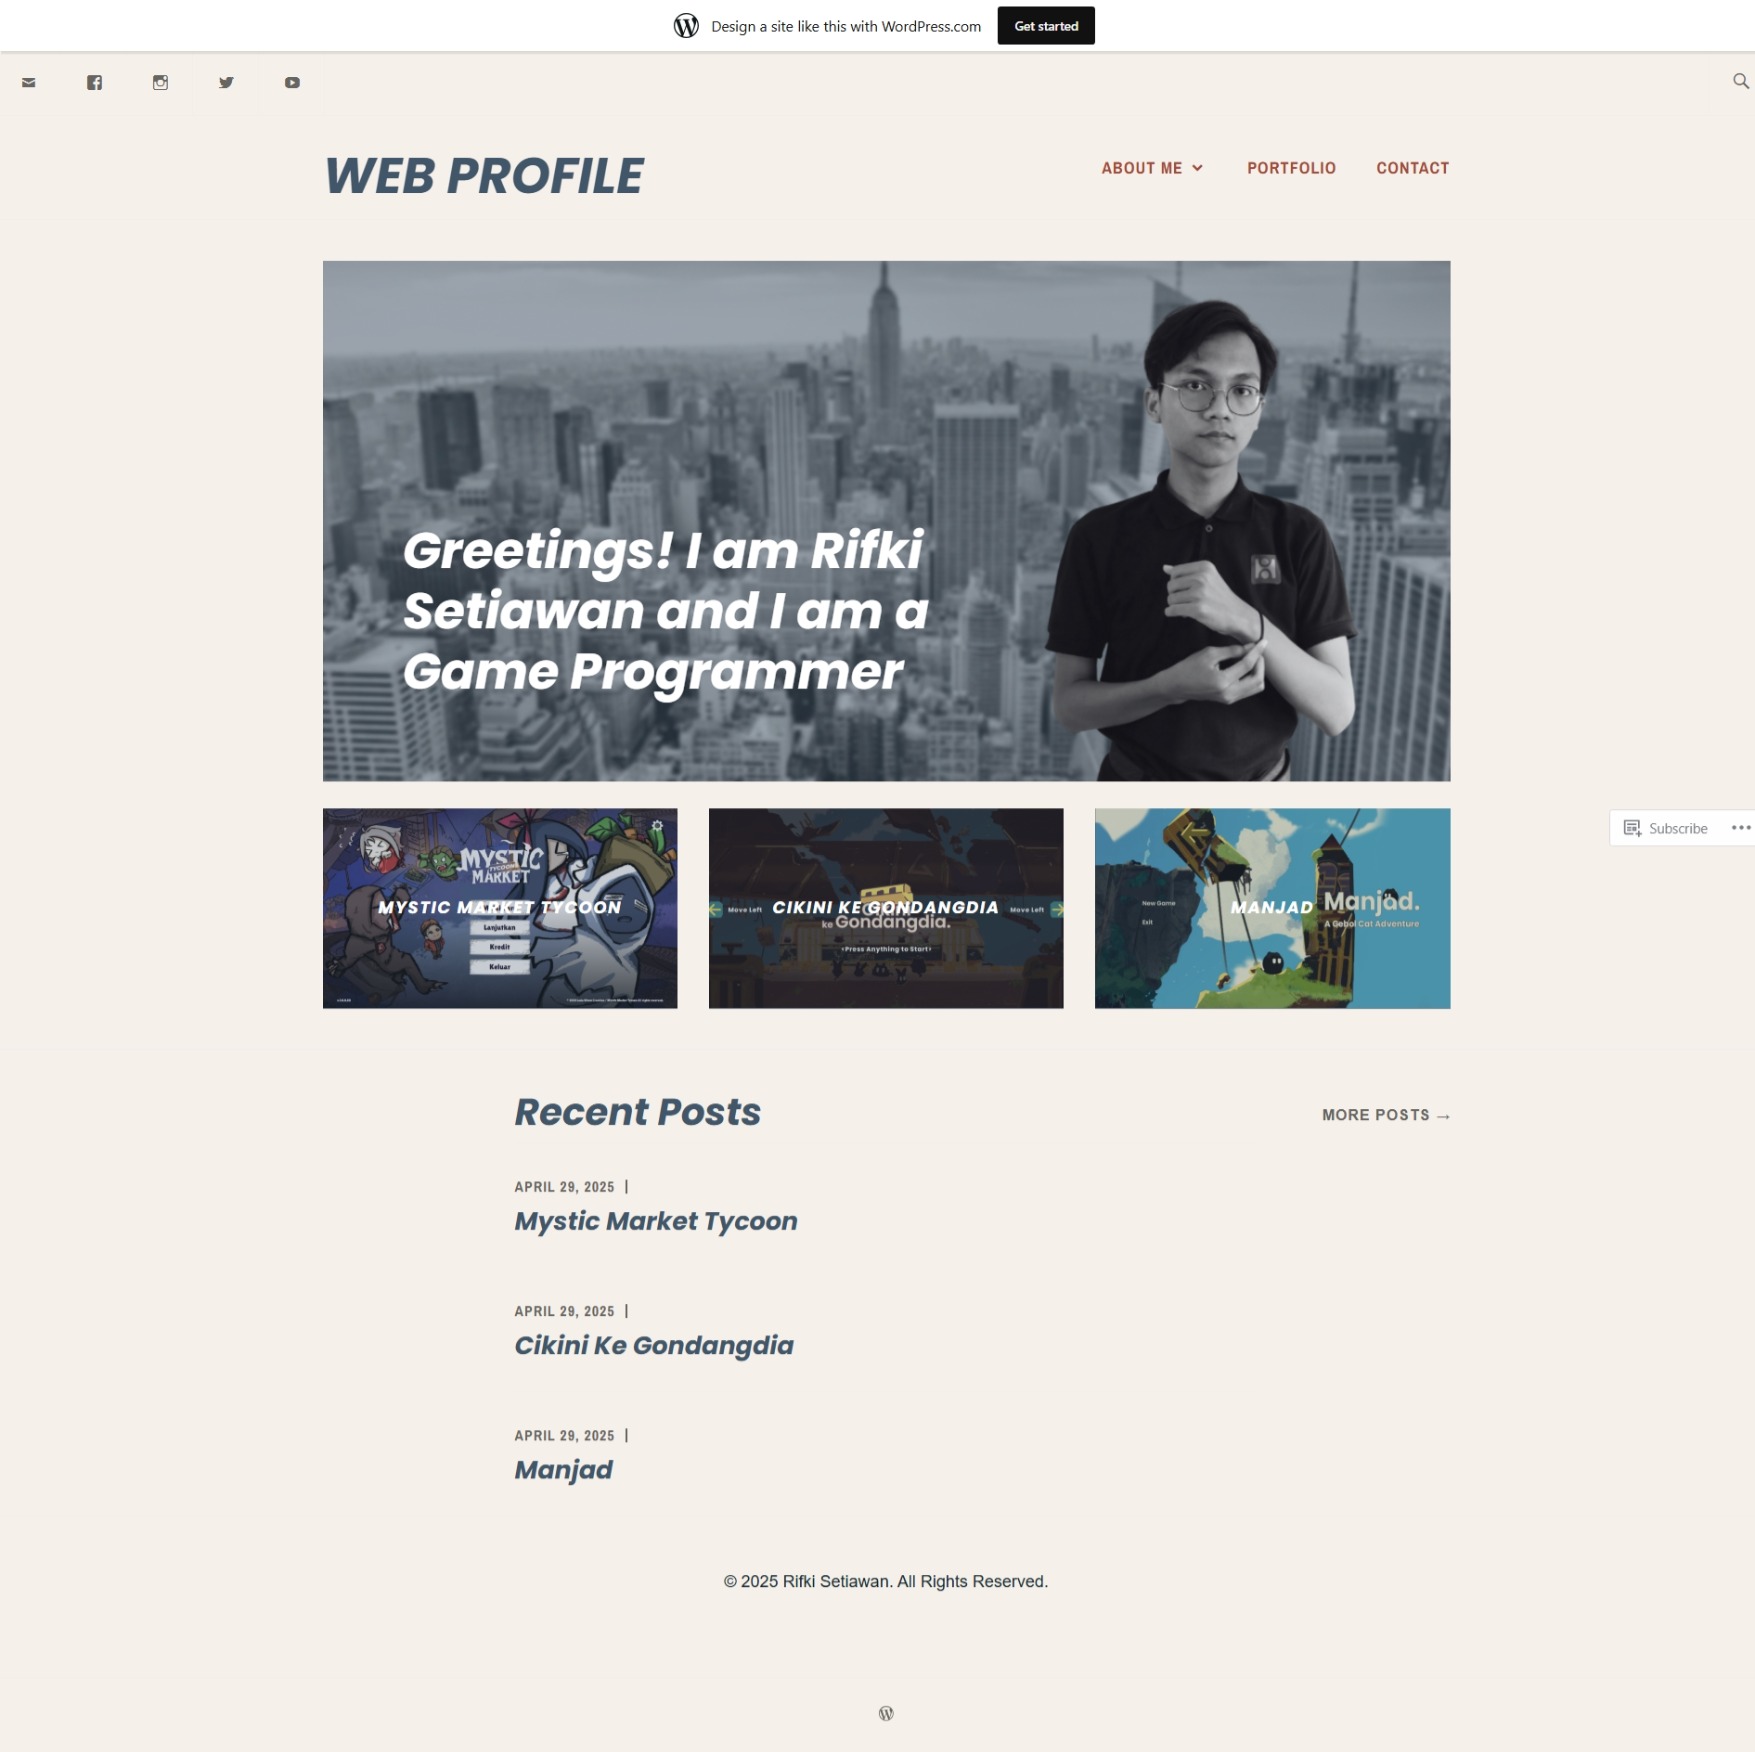 Design a site like this with WordPress.com
Get started
WEB PROFILE
ABOUT ME
PORTFOLIO
CONTACT
Greetings! I am Rifki
Setiawan and I am a
Game Programmer
MYSTIC
TYCOON
MARKET
MYSTIC MARKET TYCOON
Lanjutkan
Kredit
Keluar
Move Left
CIKINI KE GONDANGDIA
Move Left
ke Gondangdia.
<Press Anything to Start>
New Game
Exit
MANJAD
Manjad.
A Gebol Cat Adventure
Subscribe
Recent Posts
MORE POSTS →
APRIL 29, 2025 |
Mystic Market Tycoon
APRIL 29, 2025 |
Cikini Ke Gondangdia
APRIL 29, 2025 |
Manjad
© 2025 Rifki Setiawan. All Rights Reserved.